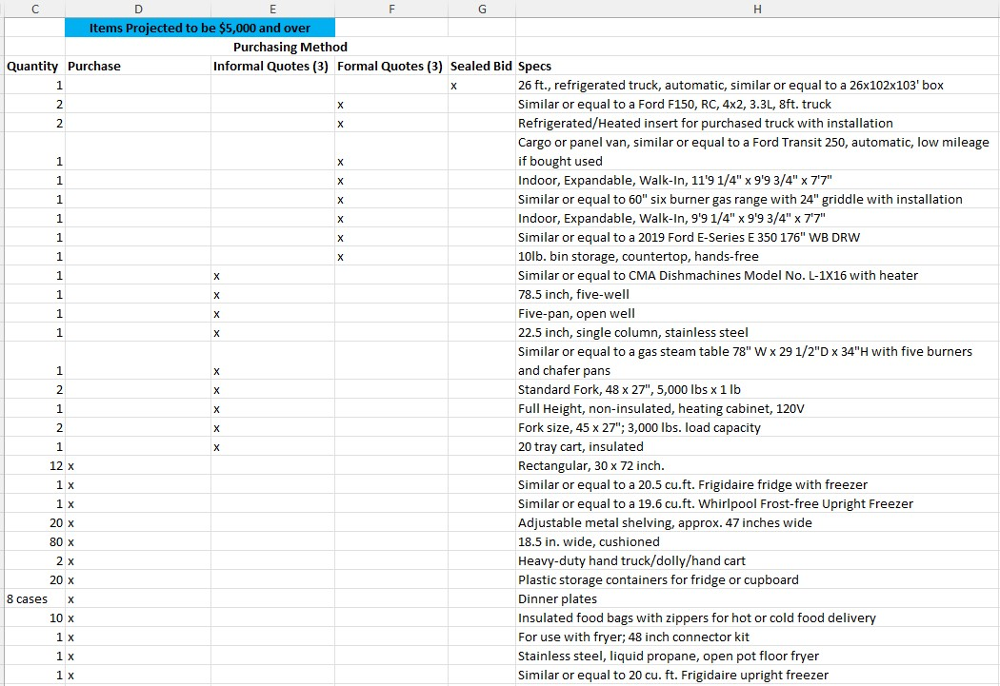 C D E F G H
Items Projected to be $5,000 and over
Purchasing Method
Quantity Purchase Informal Quotes (3) Formal Quotes (3) Sealed Bid Specs
1 x 26 ft., refrigerated truck, automatic, similar or equal to a 26x102x103' box
2 x Similar or equal to a Ford F150, RC, 4x2, 3.3L, 8ft. truck
2 x Refrigerated/Heated insert for purchased truck with installation
Cargo or panel van, similar or equal to a Ford Transit 250, automatic, low mileage
1 x if bought used
1 x Indoor, Expandable, Walk-In, 11'9 1/4" x 9'9 3/4" x 7'7"
1 x Similar or equal to 60" six burner gas range with 24" griddle with installation
1 x Indoor, Expandable, Walk-In, 9'9 1/4" x 9'9 3/4" x 7'7"
1 x Similar or equal to a 2019 Ford E-Series E 350 176" WB DRW
1 x 10lb. bin storage, countertop, hands-free
1 x Similar or equal to CMA Dishmachines Model No. L-1X16 with heater
1 x 78.5 inch, five-well
1 x Five-pan, open well
1 x 22.5 inch, single column, stainless steel
Similar or equal to a gas steam table 78" W x 29 1/2"D x 34"H with five burners
1 x and chafer pans
2 x Standard Fork, 48 x 27", 5,000 lbs x 1 lb
1 x Full Height, non-insulated, heating cabinet, 120V
2 x Fork size, 45 x 27"; 3,000 lbs. load capacity
1 x 20 tray cart, insulated
12 x Rectangular, 30 x 72 inch.
1 x Similar or equal to a 20.5 cu.ft. Frigidaire fridge with freezer
1 x Similar or equal to a 19.6 cu.ft. Whirlpool Frost-free Upright Freezer
20 x Adjustable metal shelving, approx. 47 inches wide
80 x 18.5 in. wide, cushioned
2 x Heavy-duty hand truck/dolly/hand cart
20 x Plastic storage containers for fridge or cupboard
8 cases x Dinner plates
10 x Insulated food bags with zippers for hot or cold food delivery
1 x For use with fryer; 48 inch connector kit
1 x Stainless steel, liquid propane, open pot floor fryer
1 x Similar or equal to 20 cu. ft. Frigidaire upright freezer